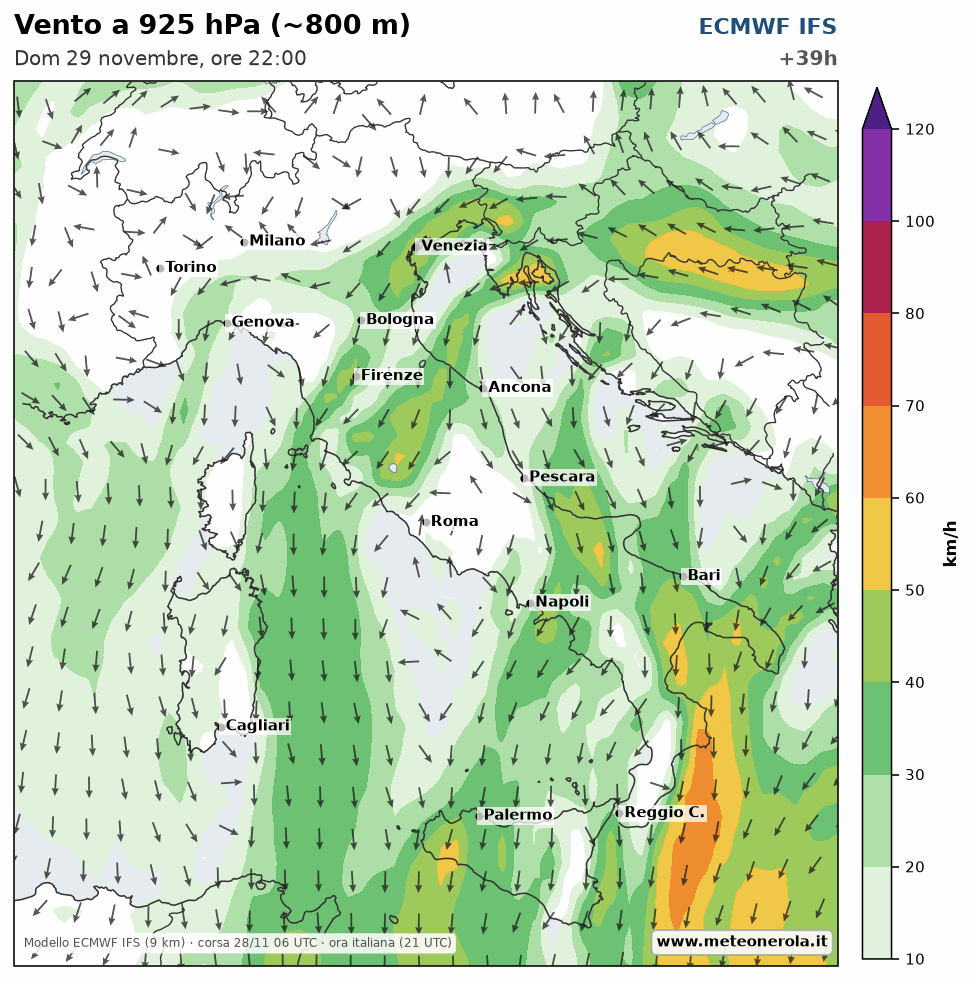 Vento a 925 hPa (~800 m)
ECMWF IFS
Dom 29 novembre, ore 22:00
+39h
Milano
Venezia
Torino
Genova
Bologna
Firenze
Ancona
Pescara
Roma
Bari
Napoli
Cagliari
Palermo
Reggio C.
120
100
80
70
60
50
40
30
20
10
km/h
Modello ECMWF IFS (9 km) · corsa 28/11 06 UTC · ora italiana (21 UTC)
www.meteonerola.it